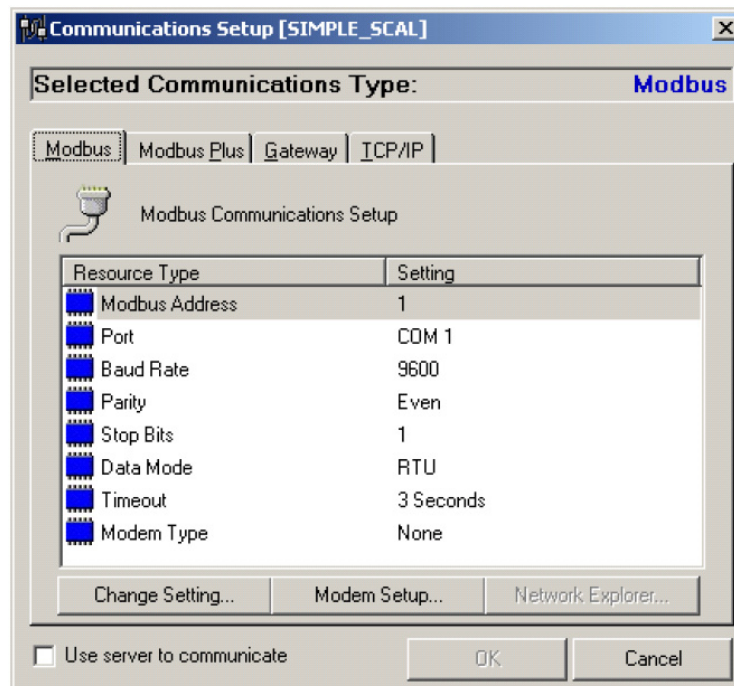 Communications Setup [SIMPLE_SCAL]
Selected Communications Type: Modbus
Modbus Modbus Plus Gateway TCP/IP
Modbus Communications Setup
Resource Type Setting
Modbus Address 1
Port COM 1
Baud Rate 9600
Parity Even
Stop Bits 1
Data Mode RTU
Timeout 3 Seconds
Modem Type None
Change Setting... Modem Setup... Network Explorer...
Use server to communicate OK Cancel